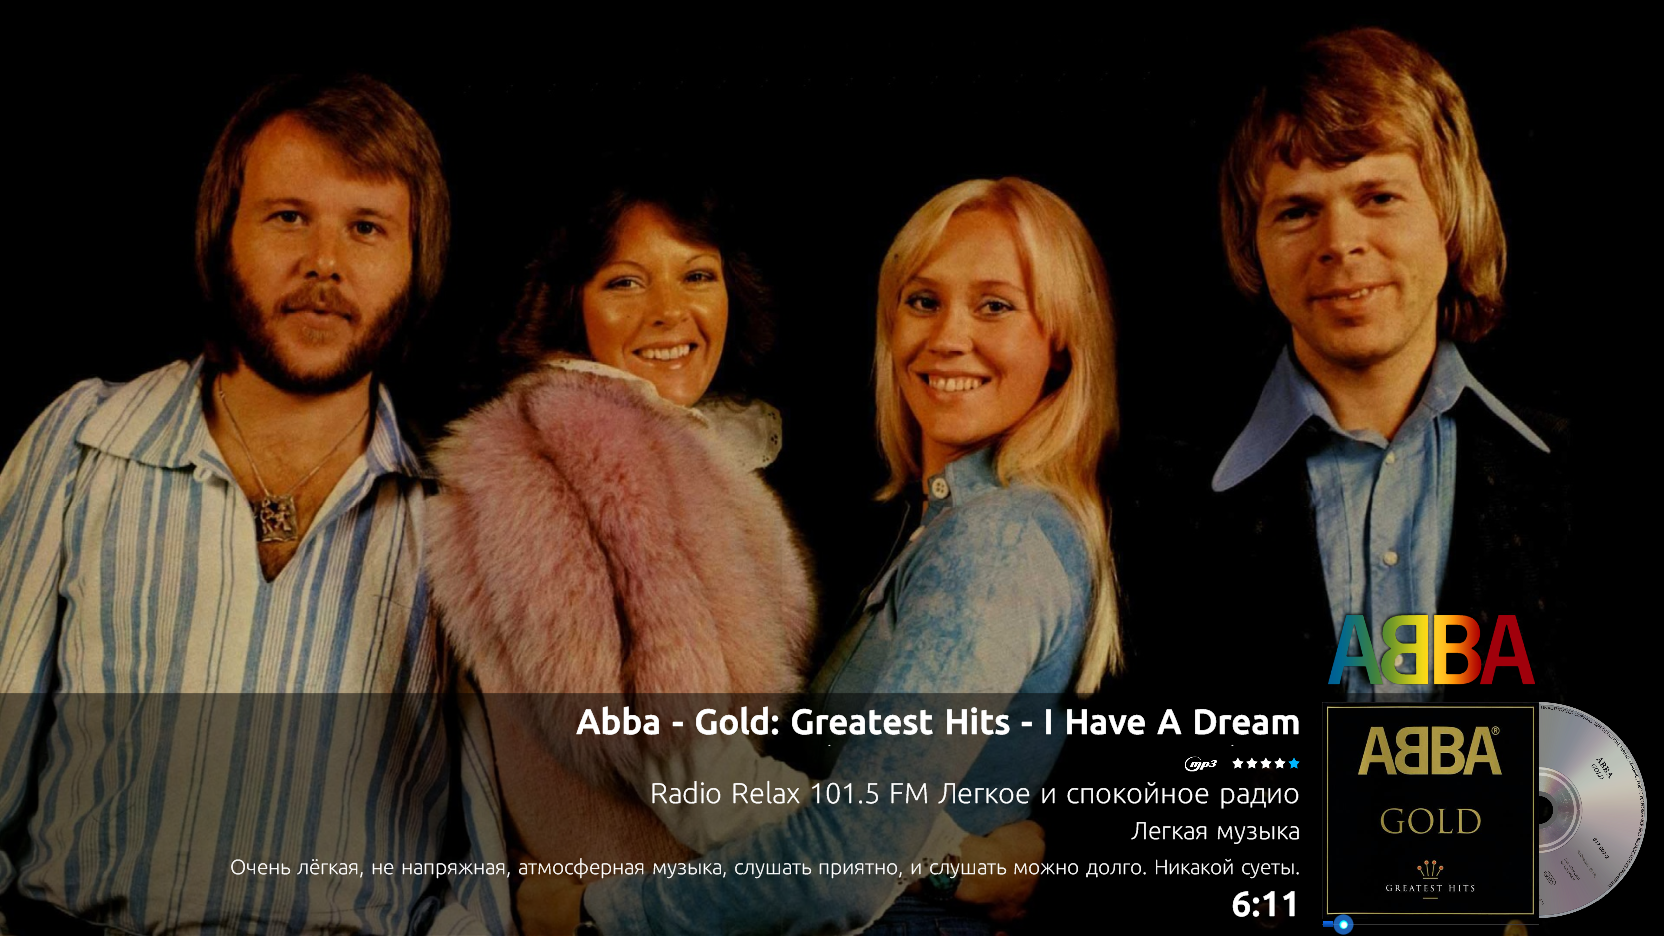 ABBA
Abba - Gold: Greatest Hits - I Have A Dream
mp3
Radio Relax 101.5 FM Легкое и спокойное радио
Легкая музыка
Очень лёгкая, не напряжная, атмосферная музыка, слушать приятно, и слушать можно долго. Никакой суеты.
6:11
ABBA®
GOLD
GREATEST HITS
ABBA
GOLD